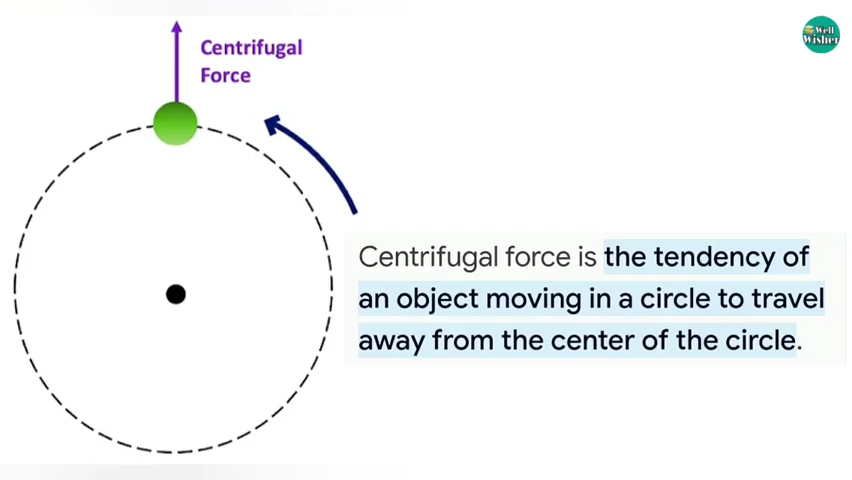 Centrifugal
Force
Well
Wisher
Centrifugal force is the tendency of
an object moving in a circle to travel
away from the center of the circle.